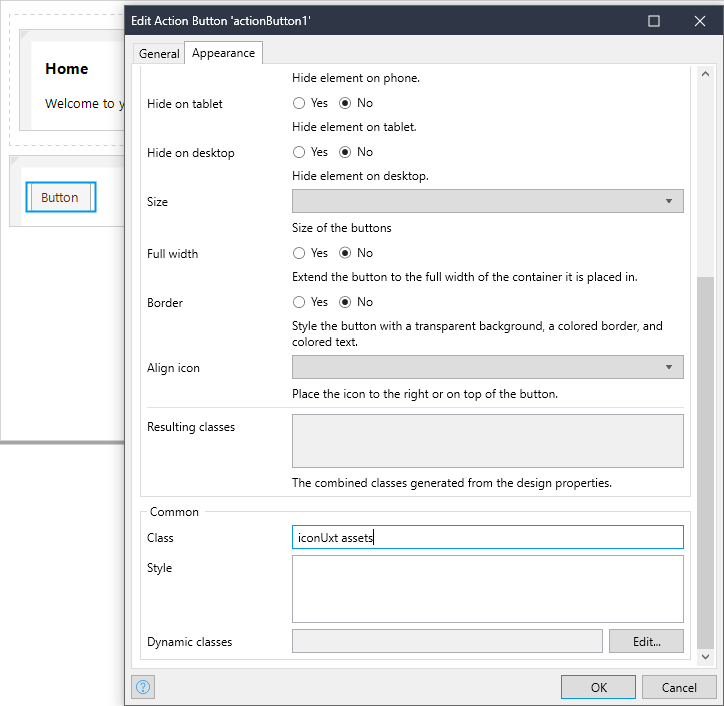 Edit Action Button 'actionButton1'
General
Appearance
Home
Welcome to y
Button
Hide element on phone.
Hide on tablet
Yes
No
Hide element on tablet.
Hide on desktop
Yes
No
Hide element on desktop.
Size
Size of the buttons
Full width
Yes
No
Extend the button to the full width of the container it is placed in.
Border
Yes
No
Style the button with a transparent background, a colored border, and
colored text.
Align icon
Place the icon to the right or on top of the button.
Resulting classes
The combined classes generated from the design properties.
Common
Class
iconUxt assets
Style
Dynamic classes
Edit...
?
OK
Cancel